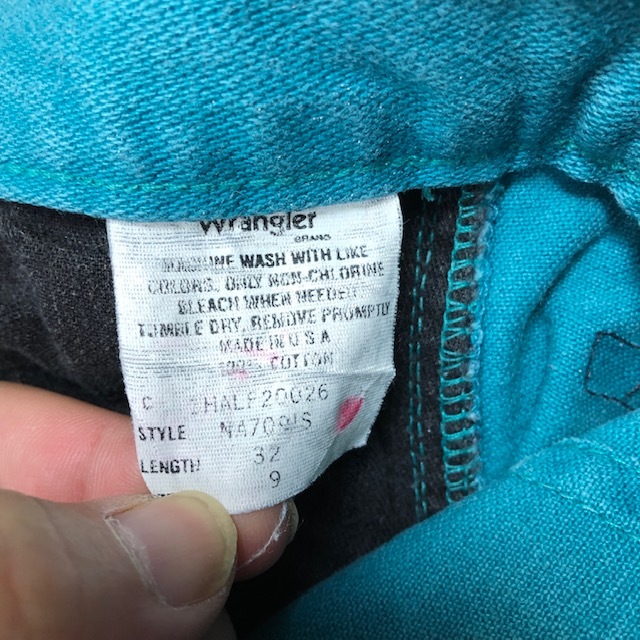 Wrangler
BRAND
MACHINE WASH WITH LIKE
COLORS. ONLY NON-CHLORINE
BLEACH WHEN NEEDED
TUMBLE DRY. REMOVE PROMPTLY
MADE IN U.S.A
100% COTTON
C
STYLE
LENGTH 32
9